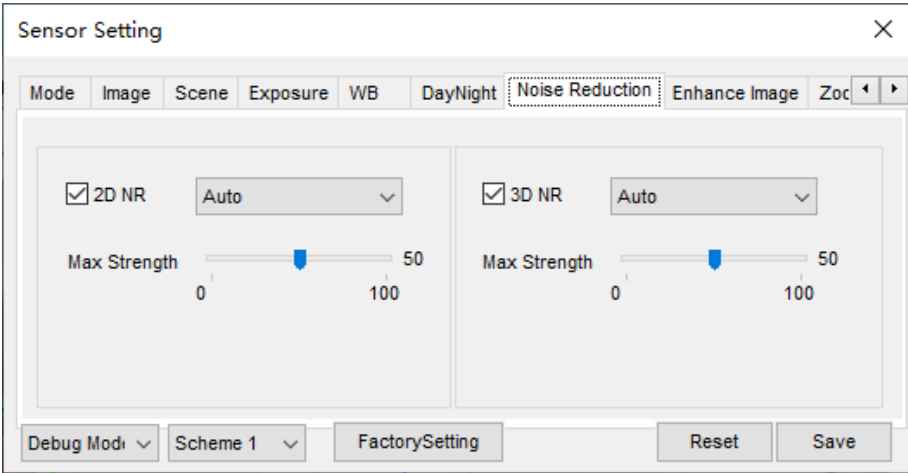 Sensor Setting
Mode Image Scene Exposure WB DayNight Noise Reduction Enhance Image
2D NR Auto 3D NR Auto
Max Strength 50 Max Strength 50
0 100 0 100
Debug Scheme 1 FactorySetting Reset Save